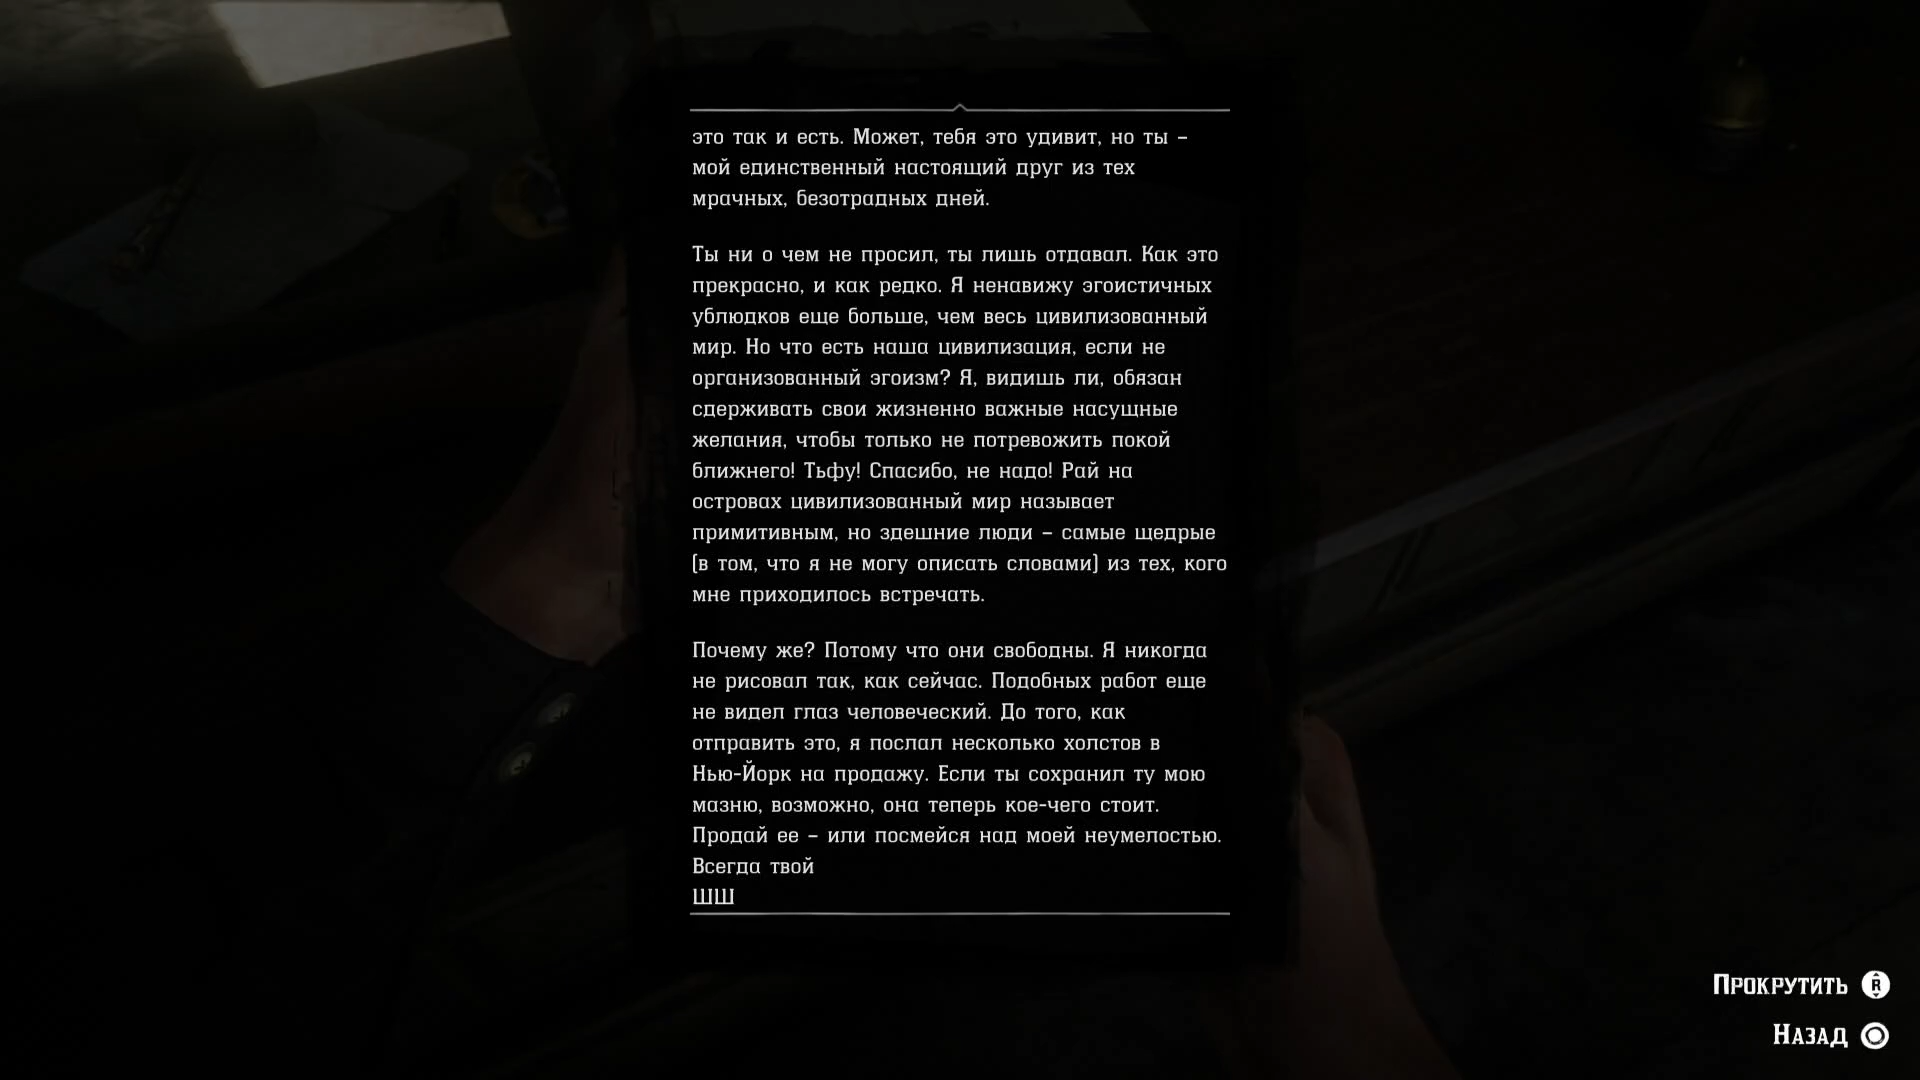 это так и есть. Может, тебя это удивит, но ты –
мой единственный настоящий друг из тех
мрачных, безотрадных дней.
Ты ни о чем не просил, ты лишь отдавал. Как это
прекрасно, и как редко. Я ненавижу эгоистичных
ублюдков еще больше, чем весь цивилизованный
мир. Но что есть наша цивилизация, если не
организованный эгоизм? Я, видишь ли, обязан
сдерживать свои жизненно важные насущные
желания, чтобы только не потревожить покой
ближнего! Тьфу! Спасибо, не надо! Рай на
островах цивилизованный мир называет
примитивным, но здешние люди – самые щедрые
(в том, что я не могу описать словами) из тех, кого
мне приходилось встречать.
Почему же? Потому что они свободны. Я никогда
не рисовал так, как сейчас. Подобных работ еще
не видел глаз человеческий. До того, как
отправить это, я послал несколько холстов в
Нью-Йорк на продажу. Если ты сохранил ту мою
мазню, возможно, она теперь кое-чего стоит.
Продай ее – или посмейся над моей неумелостью.
Всегда твой
ШШ
Прокрутить R
Назад